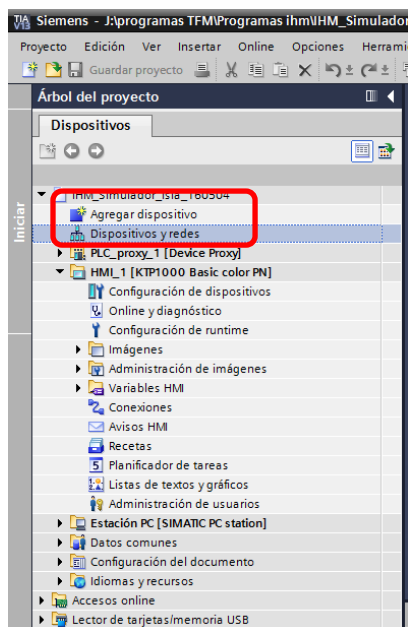 TIA V13 Siemens - J:\programas TFM\Programas ihm\IHM_Simulador
Proyecto Edición Ver Insertar Online Opciones Herrami
Guardar proyecto
Árbol del proyecto
Dispositivos
Iniciar
IHM_Simulador_Isla_160504
Agregar dispositivo
Dispositivos y redes
PLC_proxy_1 [Device Proxy]
HMI_1 [KTP1000 Basic color PN]
Configuración de dispositivos
Online y diagnóstico
Configuración de runtime
Imágenes
Administración de imágenes
Variables HMI
Conexiones
Avisos HMI
Recetas
Planificador de tareas
Listas de textos y gráficos
Administración de usuarios
Estación PC [SIMATIC PC station]
Datos comunes
Configuración del documento
Idiomas y recursos
Accesos online
Lector de tarjetas/memoria USB